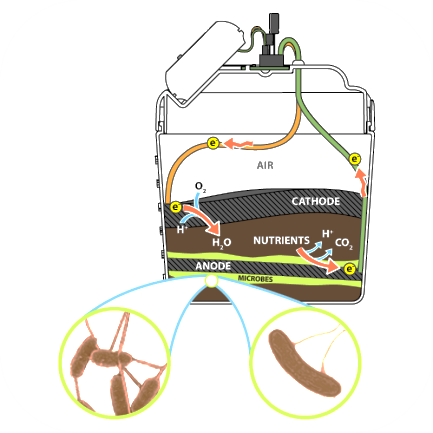 e⁻
AIR
e⁻
O₂
CATHODE
e⁻
H⁺
H₂O
NUTRIENTS
H⁺
CO₂
ANODE
e⁻
MICROBES